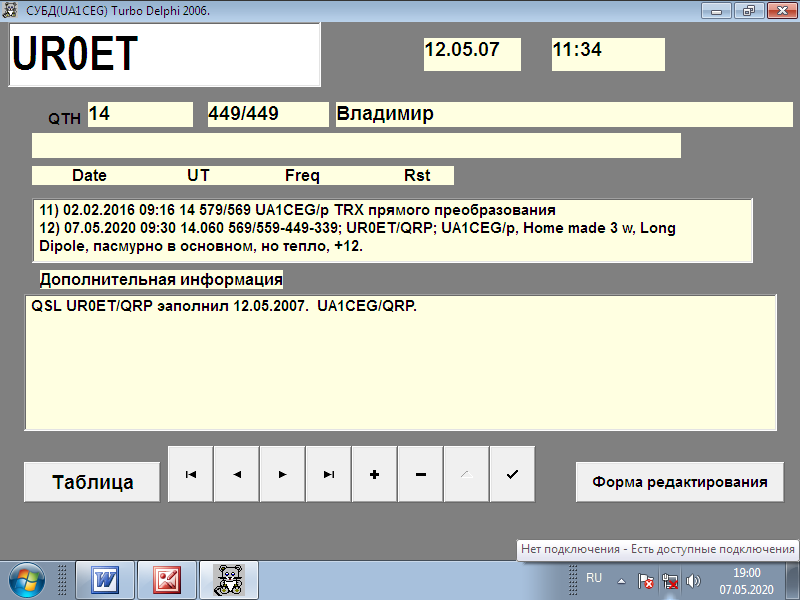 СУБД(UA1CEG) Turbo Delphi 2006.
UR0ET
12.05.07
11:34
QTH 14 449/449 Владимир
Date UT Freq Rst
11) 02.02.2016 09:16 14 579/569 UA1CEG/p TRX прямого преобразования
12) 07.05.2020 09:30 14.060 569/559-449-339; UR0ET/QRP; UA1CEG/p, Home made 3 w, Long
Dipole, пасмурно в основном, но тепло, +12.
Дополнительная информация
QSL UR0ET/QRP заполнил 12.05.2007.  UA1CEG/QRP.
Таблица
Форма редактирования
Нет подключения - Есть доступные подключения
RU
19:00
07.05.2020